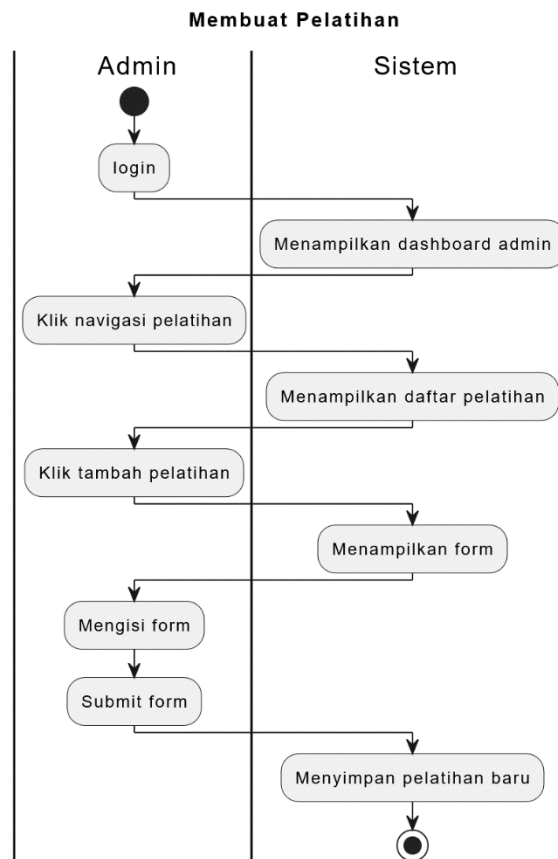 Membuat Pelatihan
Admin
Sistem
login
Menampilkan dashboard admin
Klik navigasi pelatihan
Menampilkan daftar pelatihan
Klik tambah pelatihan
Menampilkan form
Mengisi form
Submit form
Menyimpan pelatihan baru